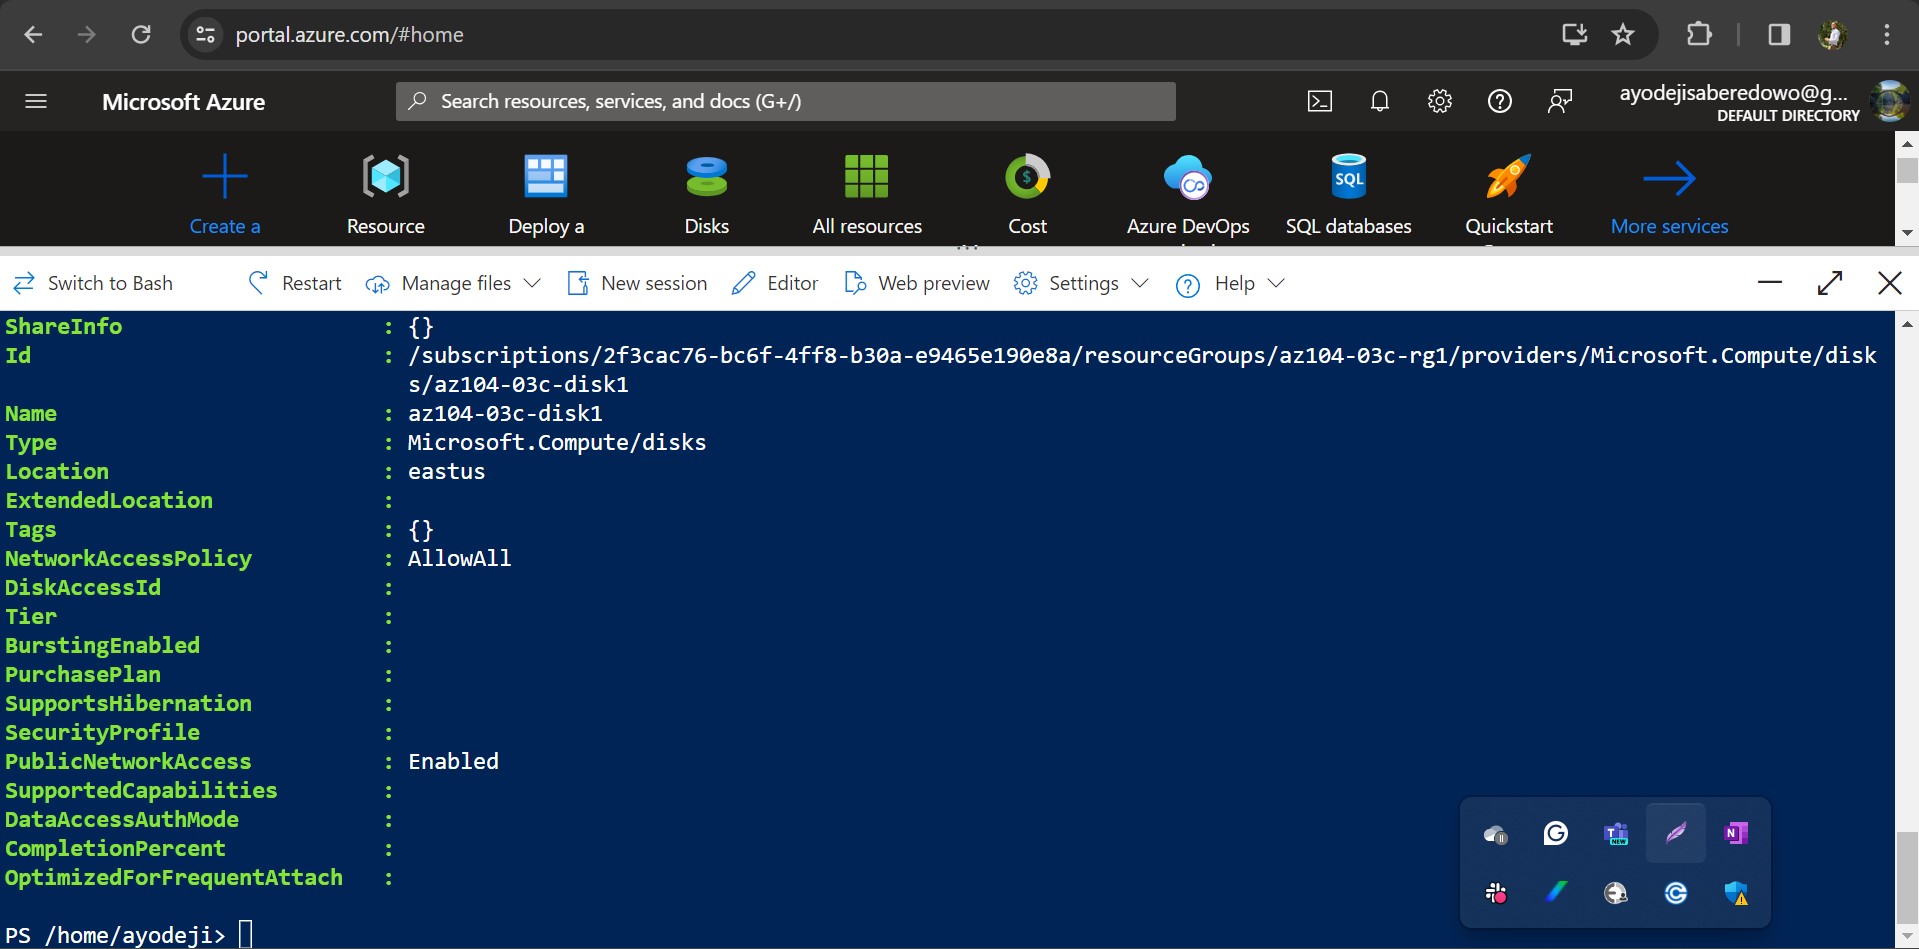 portal.azure.com/#home
Microsoft Azure
Search resources, services, and docs (G+/)
ayodejisaberedowo@g...
DEFAULT DIRECTORY
SQL
Create a
Resource
Deploy a
Disks
All resources
Cost
Azure DevOps
SQL databases
Quickstart
More services
Switch to Bash
Restart
Manage files
New session
Editor
Web preview
Settings
Help
ShareInfo : {}
Id : /subscriptions/2f3cac76-bc6f-4ff8-b30a-e9465e190e8a/resourceGroups/az104-03c-rg1/providers/Microsoft.Compute/disk
s/az104-03c-disk1
Name : az104-03c-disk1
Type : Microsoft.Compute/disks
Location : eastus
ExtendedLocation :
Tags : {}
NetworkAccessPolicy : AllowAll
DiskAccessId :
Tier :
BurstingEnabled :
PurchasePlan :
SupportsHibernation :
SecurityProfile :
PublicNetworkAccess : Enabled
SupportedCapabilities :
DataAccessAuthMode :
CompletionPercent :
OptimizedForFrequentAttach :
PS /home/ayodeji>